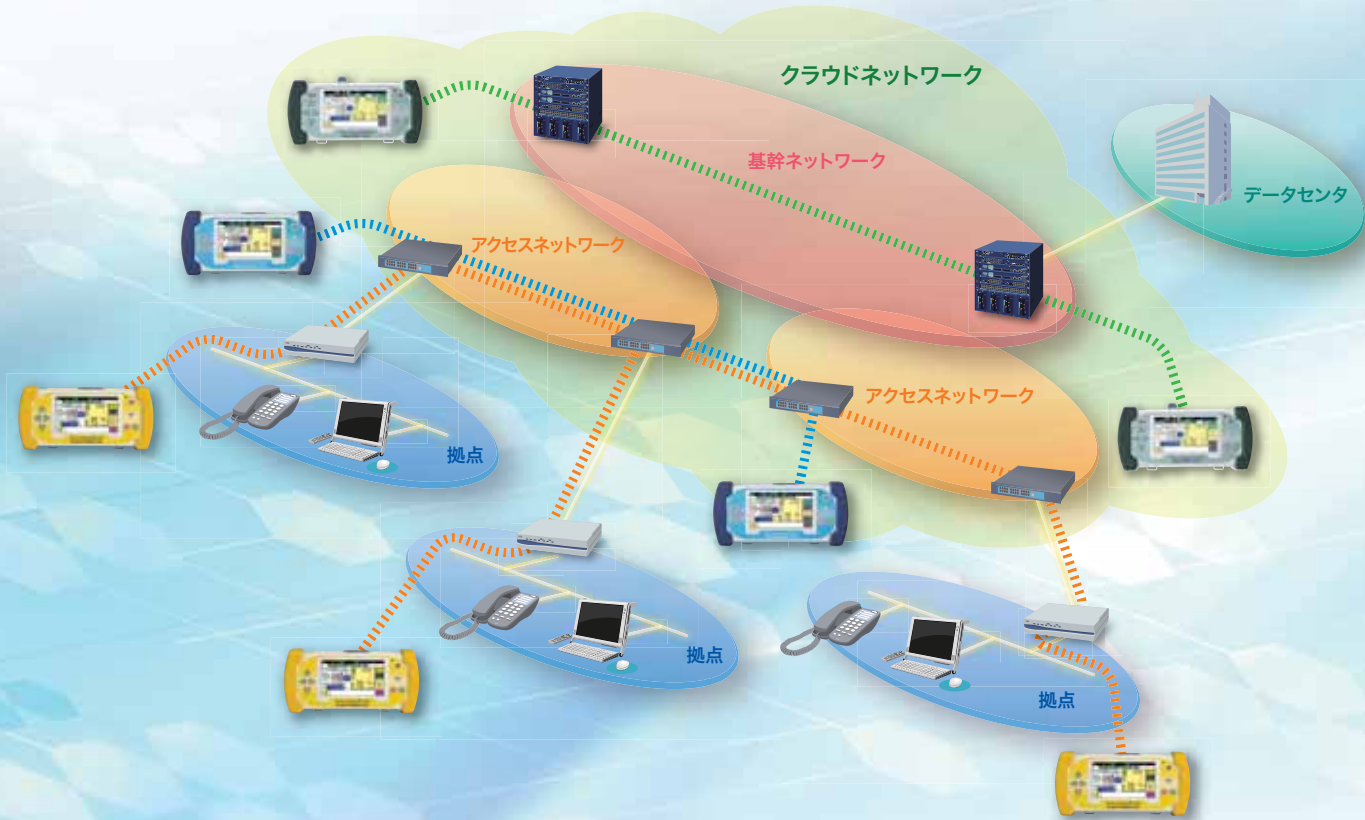 クラウドネットワーク
基幹ネットワーク
データセンタ
アクセスネットワーク
アクセスネットワーク
拠点
拠点
拠点